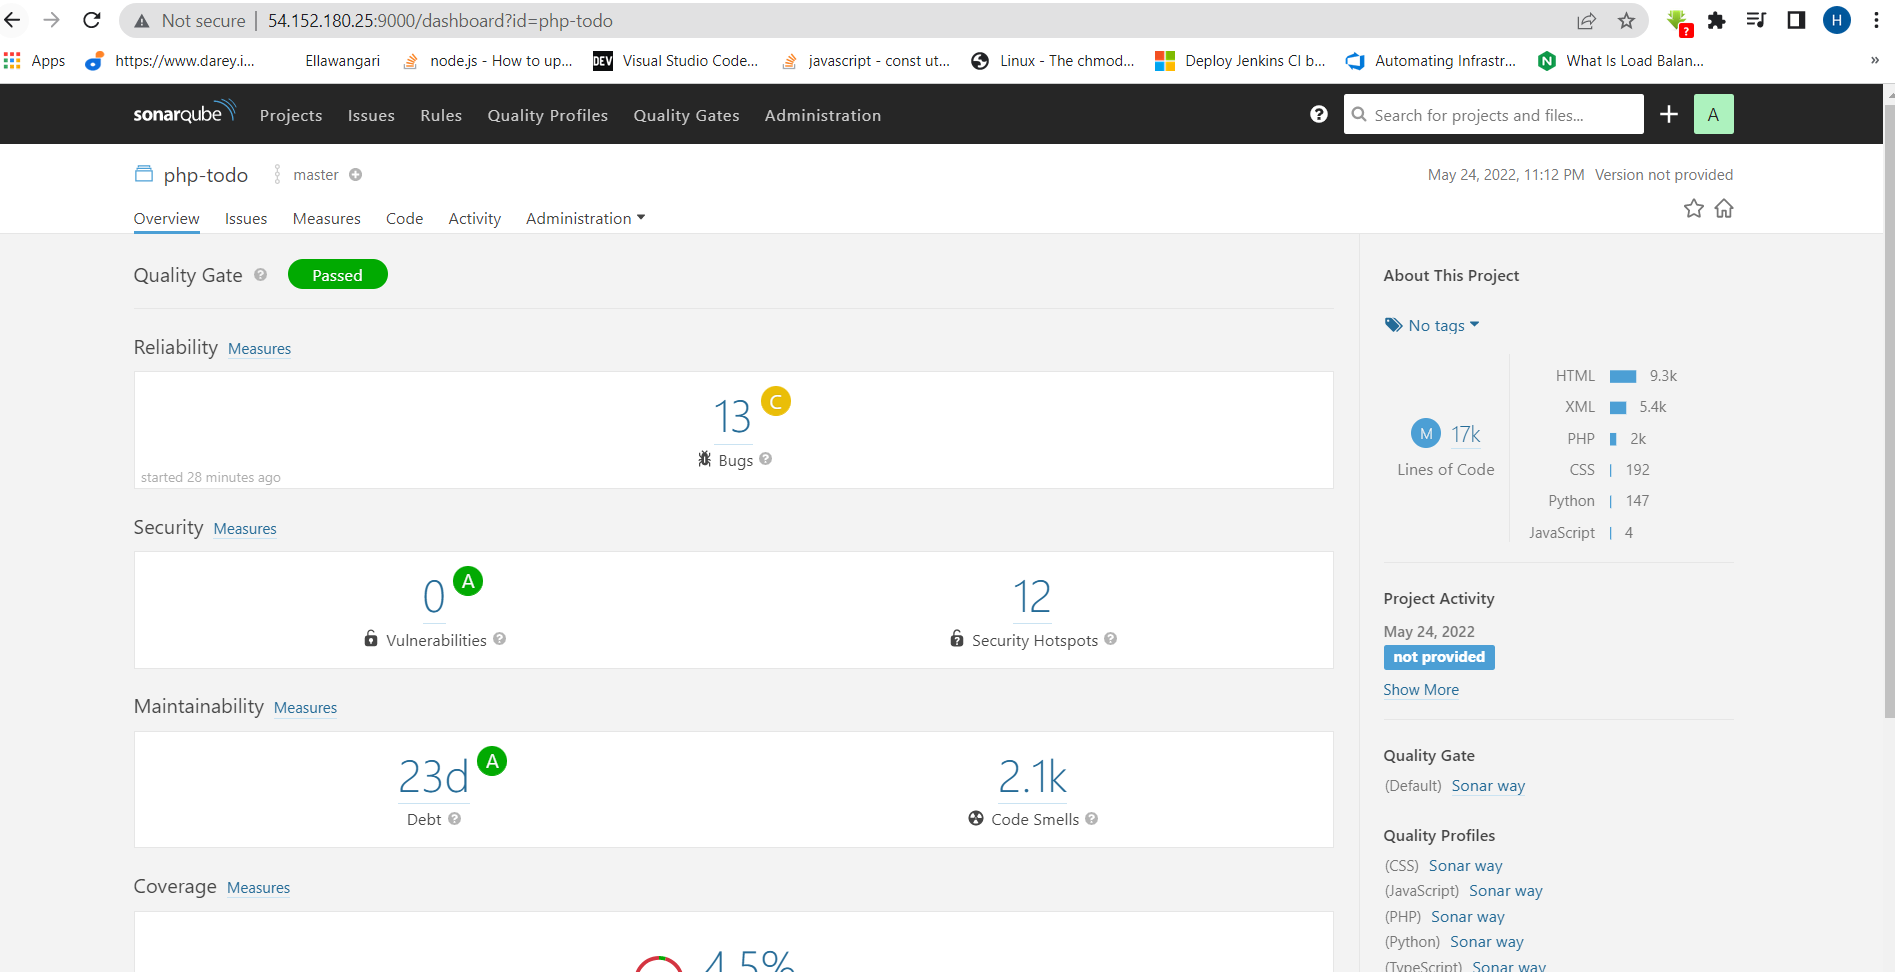 Not secure | 54.152.180.25:9000/dashboard?id=php-todo
? H
Apps https://www.darey.i... Ellawangari node.js - How to up... DEV Visual Studio Code... javascript - const ut... Linux - The chmod... Deploy Jenkins CI b... Automating Infrastr... N What Is Load Balan... »
sonarqube Projects Issues Rules Quality Profiles Quality Gates Administration ? Search for projects and files... + A
php-todo master May 24, 2022, 11:12 PM Version not provided
Overview Issues Measures Code Activity Administration
Quality Gate ? Passed
Reliability Measures
13 C
Bugs ?
started 28 minutes ago
Security Measures
0 A
Vulnerabilities ?
12
Security Hotspots ?
Maintainability Measures
23d A
Debt ?
2.1k
Code Smells ?
Coverage Measures
4.5%
About This Project
No tags
M 17k
Lines of Code
HTML 9.3k
XML 5.4k
PHP 2k
CSS 192
Python 147
JavaScript 4
Project Activity
May 24, 2022
not provided
Show More
Quality Gate
(Default) Sonar way
Quality Profiles
(CSS) Sonar way
(JavaScript) Sonar way
(PHP) Sonar way
(Python) Sonar way
(TypeScript) Sonar way